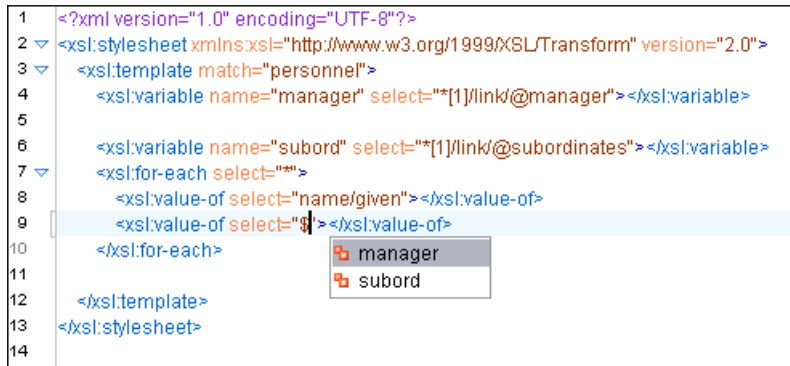 1 <?xml version="1.0" encoding="UTF-8"?>
2 <xsl:stylesheet xmlns:xsl="http://www.w3.org/1999/XSL/Transform" version="2.0">
3 <xsl:template match="personnel">
4 <xsl:variable name="manager" select="*[1]/link/@manager"></xsl:variable>
5
6 <xsl:variable name="subord" select="*[1]/link/@subordinates"></xsl:variable>
7 <xsl:for-each select="*">
8 <xsl:value-of select="name/given"></xsl:value-of>
9 <xsl:value-of select="$"></xsl:value-of>
10 </xsl:for-each>
manager
11
subord
12 </xsl:template>
13 </xsl:stylesheet>
14